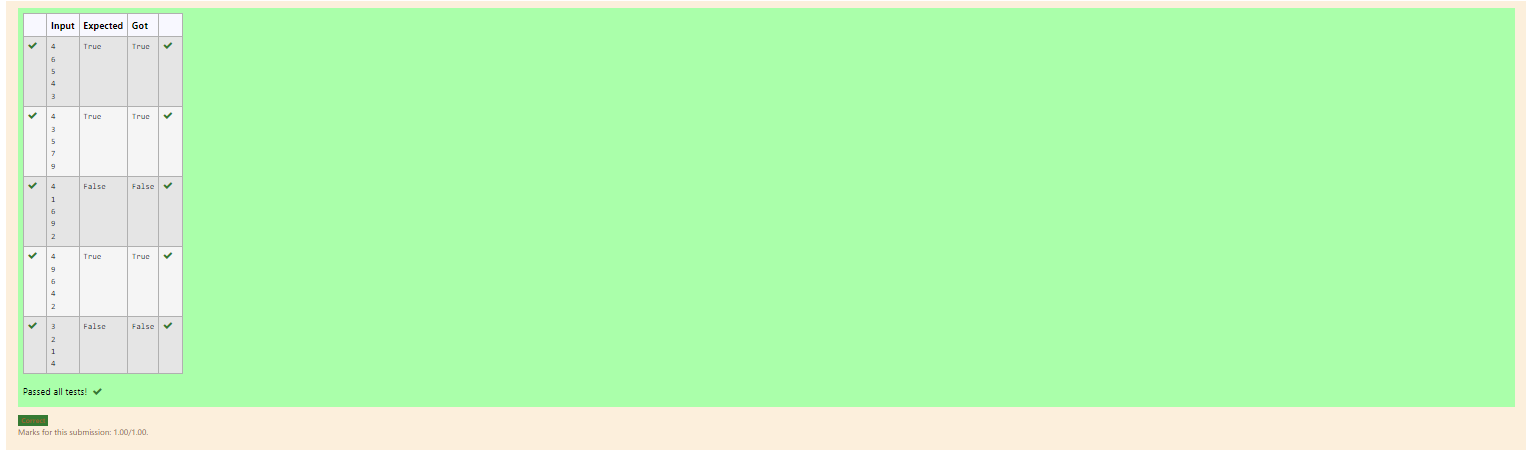 Input Expected Got
4 True True
6
5
4
3
4 True True
3
5
7
9
4 False False
1
6
9
2
4 True True
9
6
4
2
3 False False
2
1
4
Passed all tests!
Marks for this submission: 1.00/1.00.